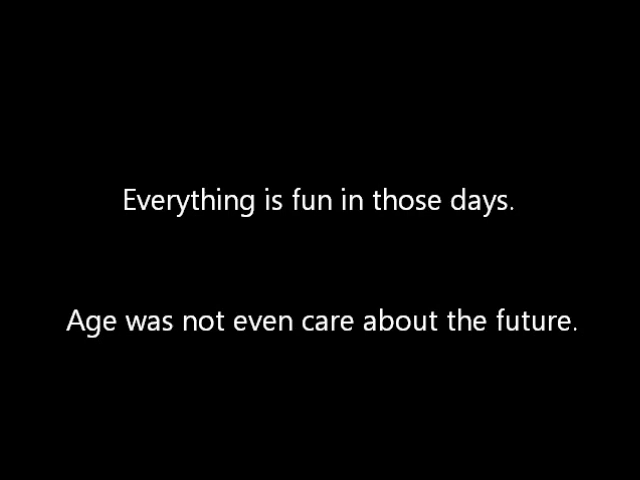 Everything is fun in those days.
Age was not even care about the future.